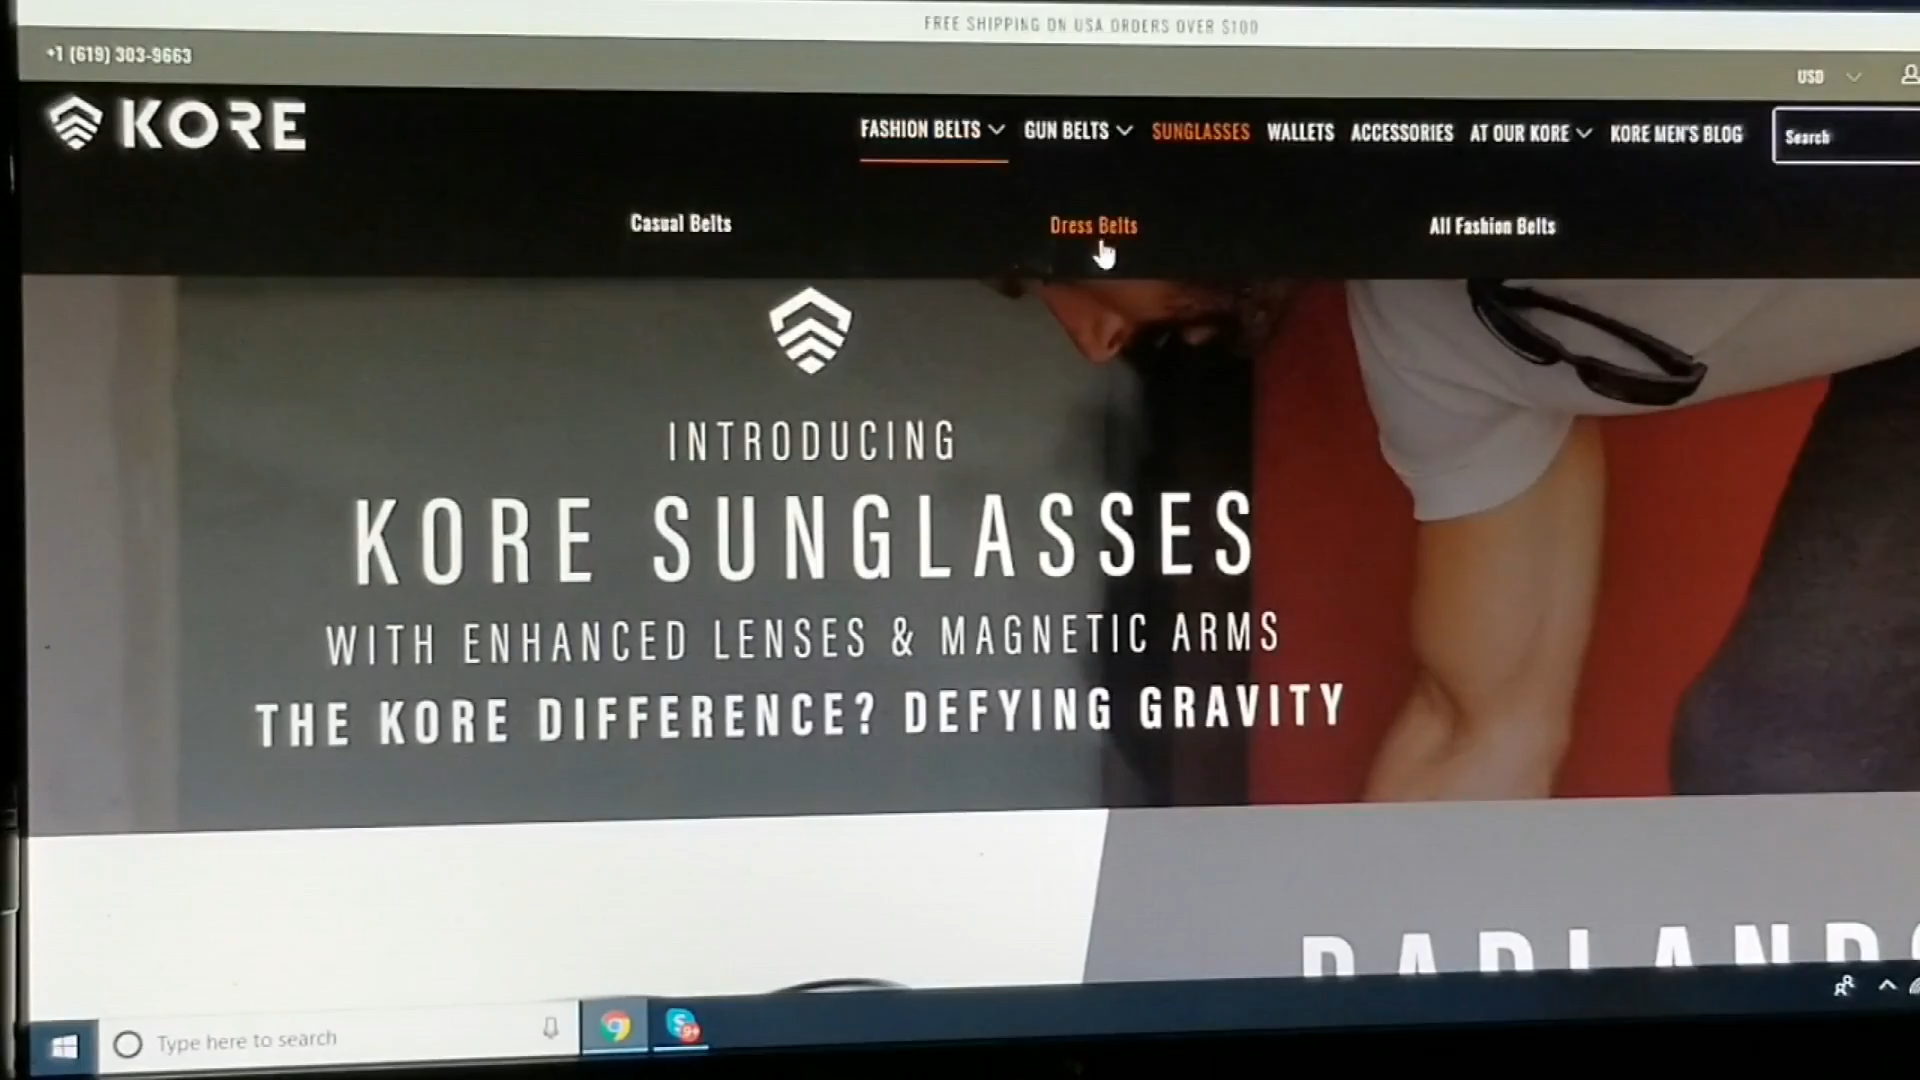 FREE SHIPPING ON USA ORDERS OVER $100
+1 (619) 303-9663
USD
KORE
FASHION BELTS
GUN BELTS
SUNGLASSES
WALLETS
ACCESSORIES
AT OUR KORE
KORE MEN'S BLOG
Search
Casual Belts
Dress Belts
All Fashion Belts
INTRODUCING
KORE SUNGLASSES
WITH ENHANCED LENSES & MAGNETIC ARMS
THE KORE DIFFERENCE? DEFYING GRAVITY
Type here to search
S 9+